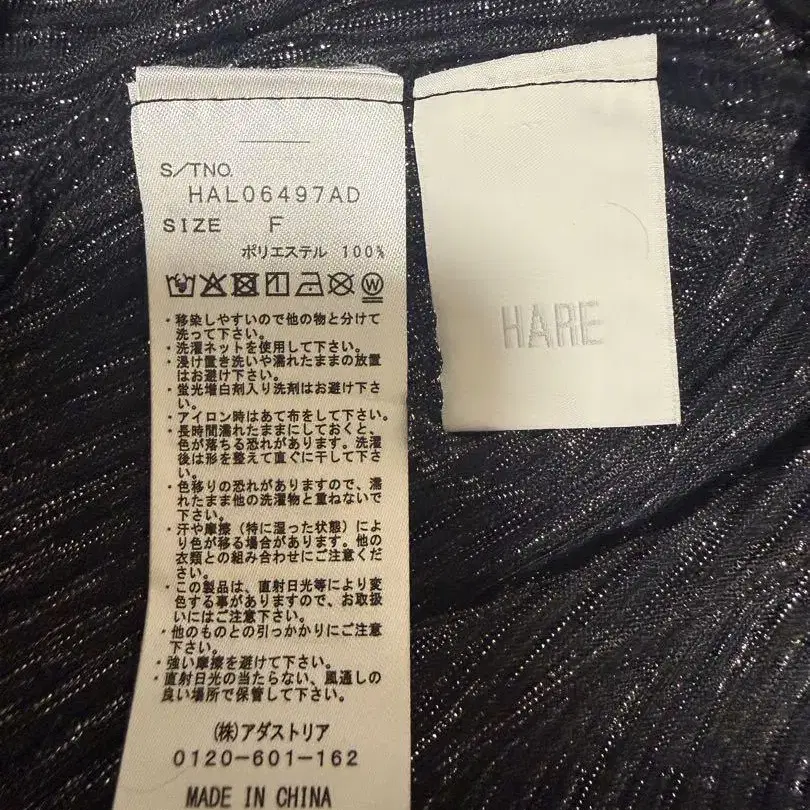 S/TNO.
HAL06497AD
SIZE F
ポリエステル 100%
・移染しやすいので他の物と分けて
洗って下さい。
・洗濯ネットを使用して下さい。
・浸け置き洗いや濡れたままの放置
はお避け下さい。
・蛍光増白剤入り洗剤はお避け下さ
い。
・アイロン時はあて布をして下さい。
・長時間濡れたままにしておくと、
色が落ちる恐れがあります。洗濯
後は形を整えて直ぐに干して下さ
い。
・色移りの恐れがありますので、濡
れたまま他の洗濯物と重ねないで
下さい。
・汗や摩擦（特に湿った状態）によ
り色が移る場合があります。他の
衣類との組み合わせにご注意くだ
さい。
・この製品は、直射日光等により変
色する事がありますので、お取扱
いにはご注意下さい。
・他のものとの引っかかりにご注意
下さい。
・強い摩擦を避けて下さい。
・直射日光の当たらない、風通しの
良い場所で保管して下さい。
(株)アダストリア
0120-601-162
MADE IN CHINA
HARE